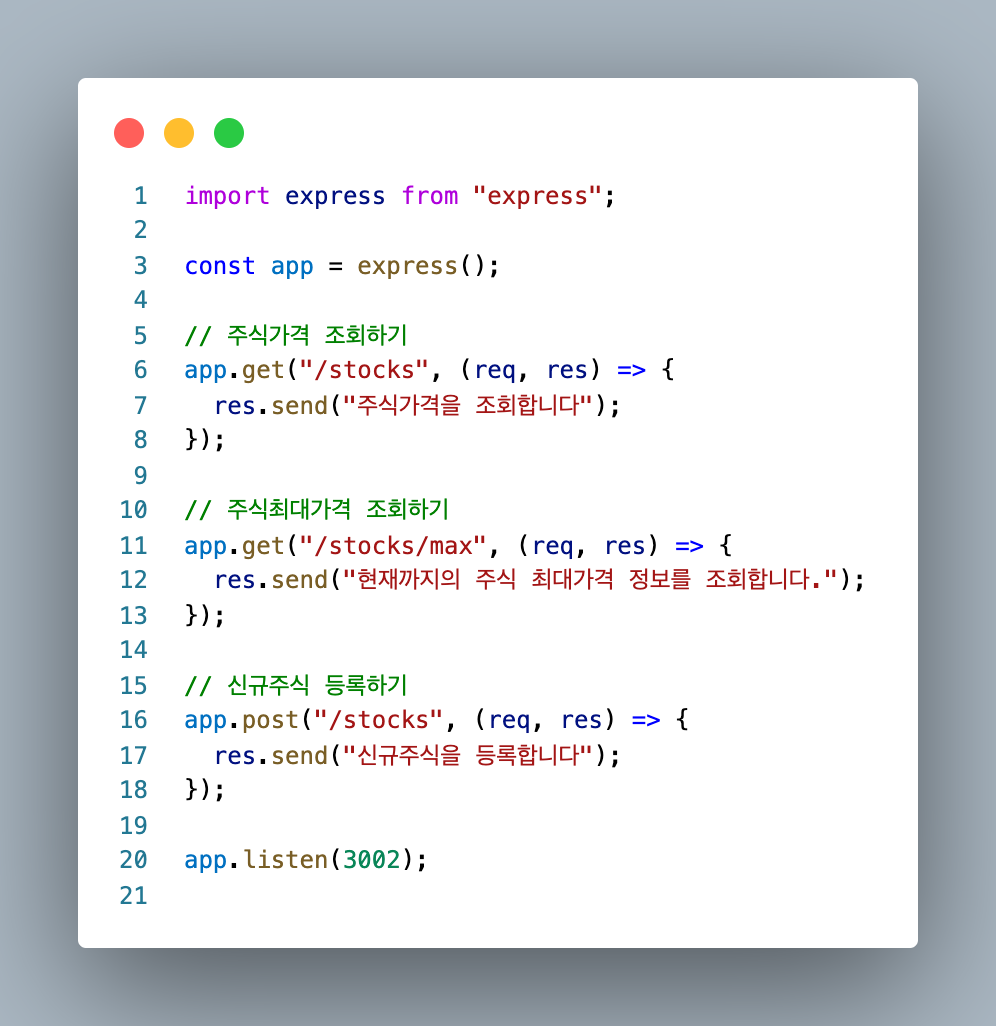 1 import express from "express";
2
3 const app = express();
4
5 // 주식가격 조회하기
6 app.get("/stocks", (req, res) => {
7   res.send("주식가격을 조회합니다");
8 });
9
10 // 주식최대가격 조회하기
11 app.get("/stocks/max", (req, res) => {
12   res.send("현재까지의 주식 최대가격 정보를 조회합니다.");
13 });
14
15 // 신규주식 등록하기
16 app.post("/stocks", (req, res) => {
17   res.send("신규주식을 등록합니다");
18 });
19
20 app.listen(3002);
21